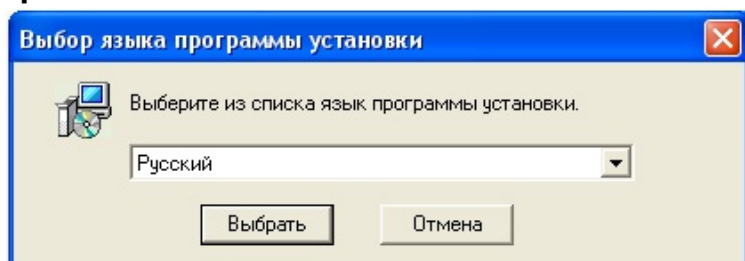 Выбор языка программы установки
Выберите из списка язык программы установки.
Русский
Выбрать Отмена